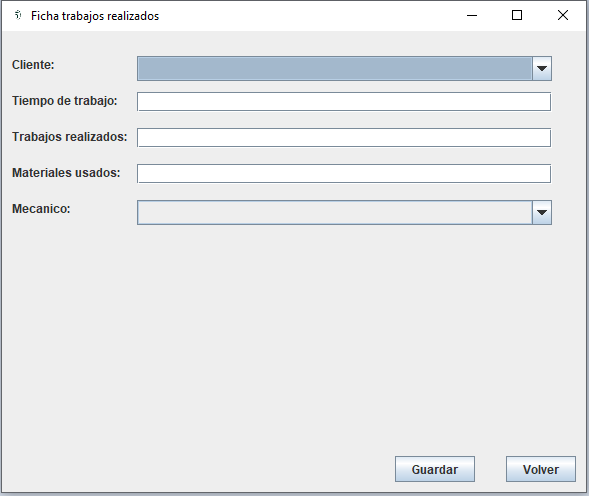 Ficha trabajos realizados
Cliente:
Tiempo de trabajo:
Trabajos realizados:
Materiales usados:
Mecanico:
Guardar Volver